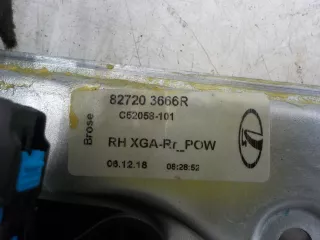 82720 3666R
C62058-101
Brose
RH XGA-Rr_POW
06.12.18 08:26:52